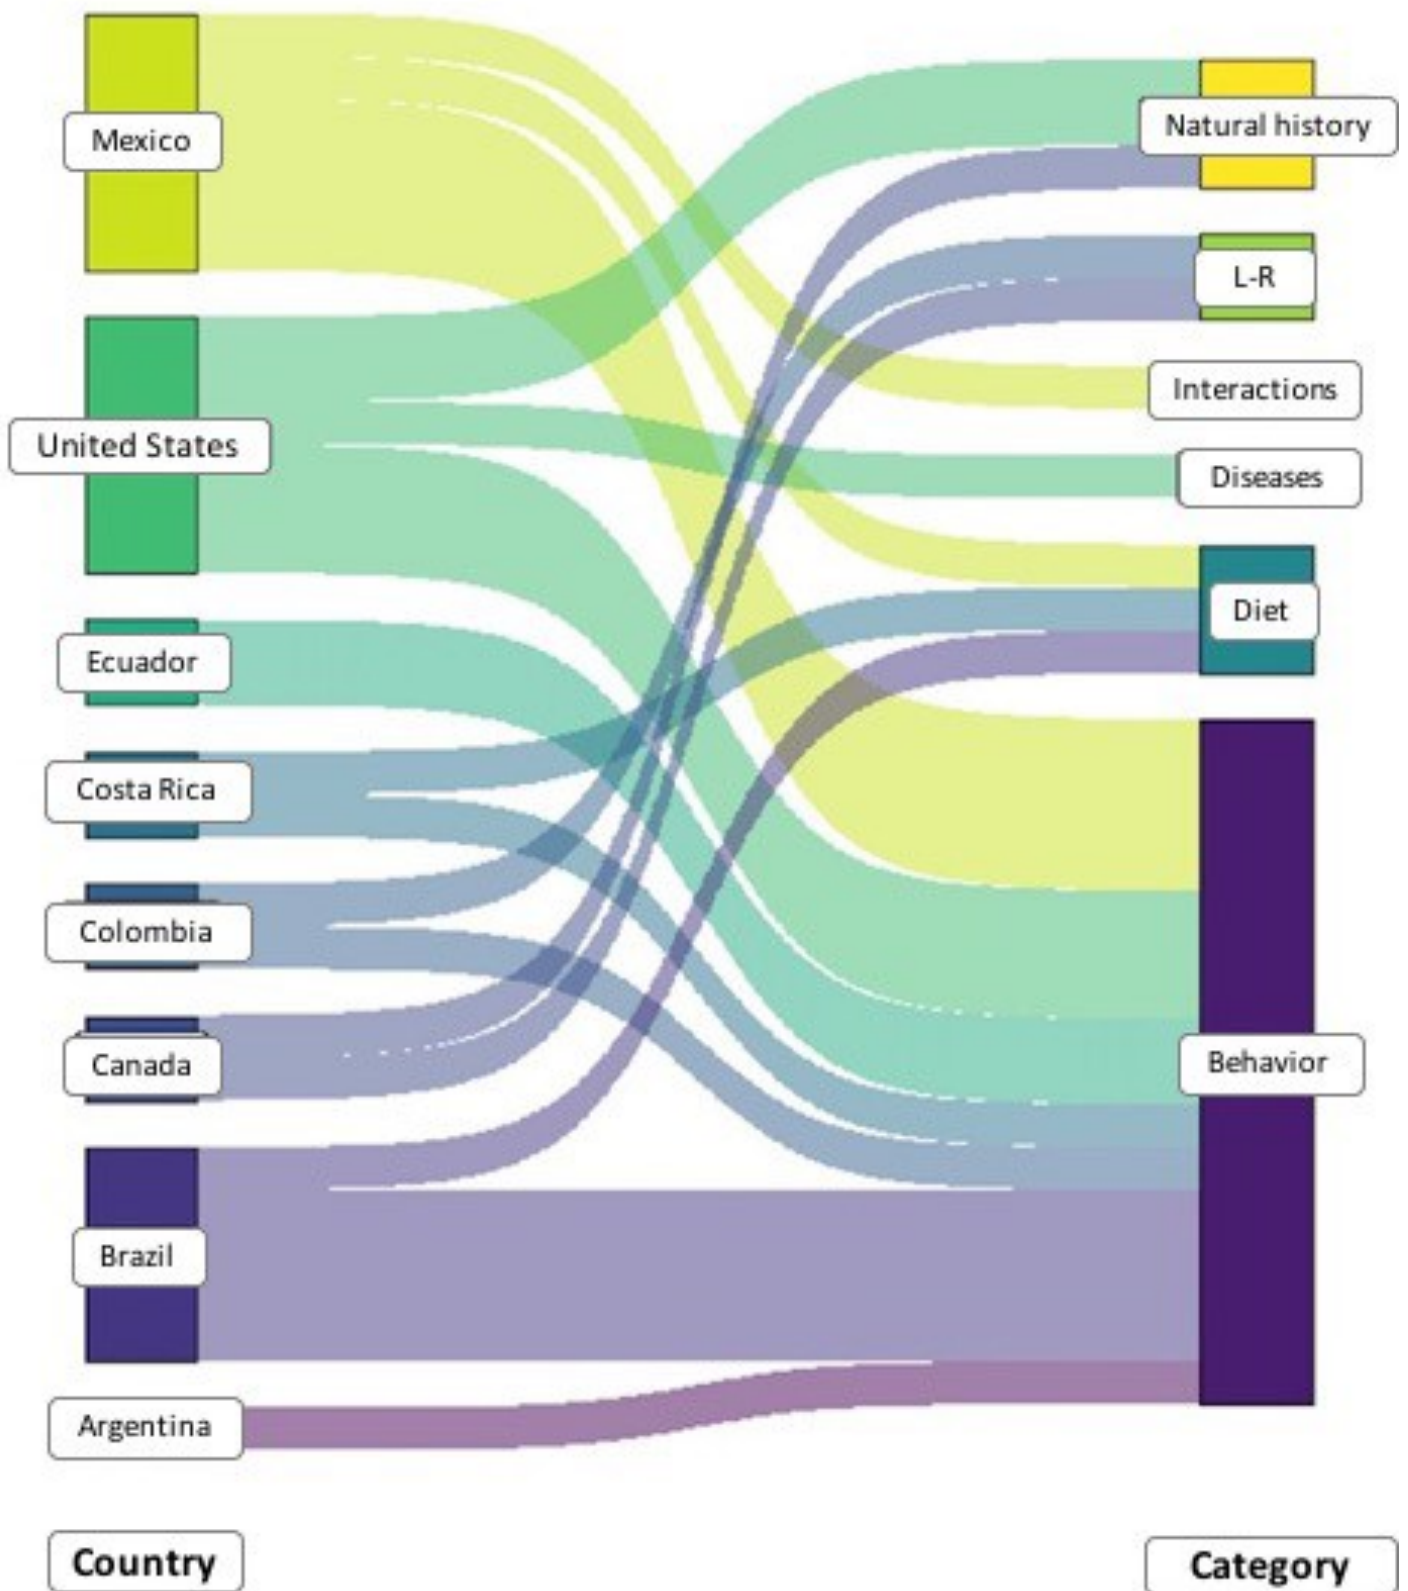 Mexico
United States
Ecuador
Costa Rica
Colombia
Canada
Brazil
Argentina
Country
Natural history
L-R
Interactions
Diseases
Diet
Behavior
Category